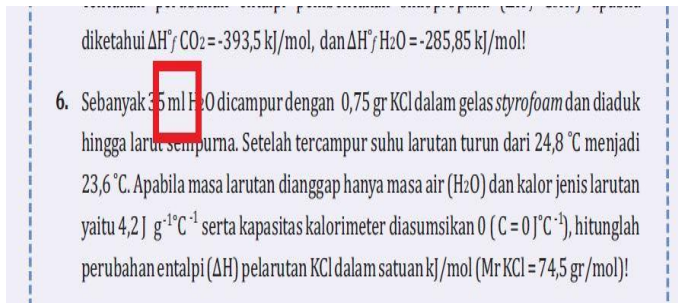 diketahui ΔH°f CO2 = -393,5 kJ/mol, dan ΔH°f H2O = -285,85 kJ/mol!
6. Sebanyak 35 ml H2O dicampur dengan 0,75 gr KCl dalam gelas styrofoam dan diaduk
hingga larut sempurna. Setelah tercampur suhu larutan turun dari 24,8 °C menjadi
23,6 °C. Apabila masa larutan dianggap hanya masa air (H2O) dan kalor jenis larutan
yaitu 4,2 J g⁻¹°C⁻¹ serta kapasitas kalorimeter diasumsikan 0 ( C = 0 J°C⁻¹), hitunglah
perubahan entalpi (ΔH) pelarutan KCl dalam satuan kJ/mol (Mr KCl = 74,5 gr/mol)!